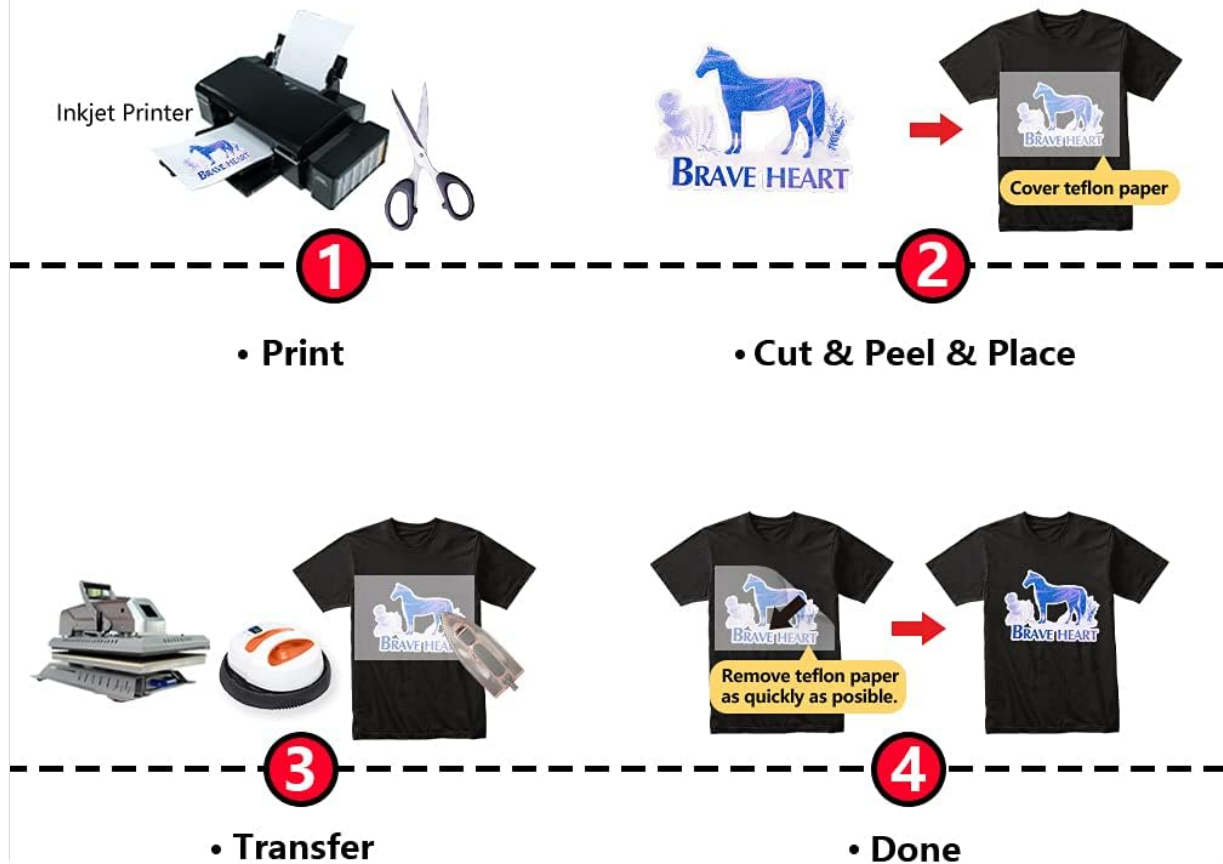 Inkjet Printer
BRAVE HEART
BRAVE HEART
BRAVE HEART
Cover teflon paper
1
2
• Print
• Cut & Peel & Place
BRAVE HEA
BRAVE HEART
BRAVE HEART
Remove teflon paper
as quickly as posible.
3
4
• Transfer
• Done